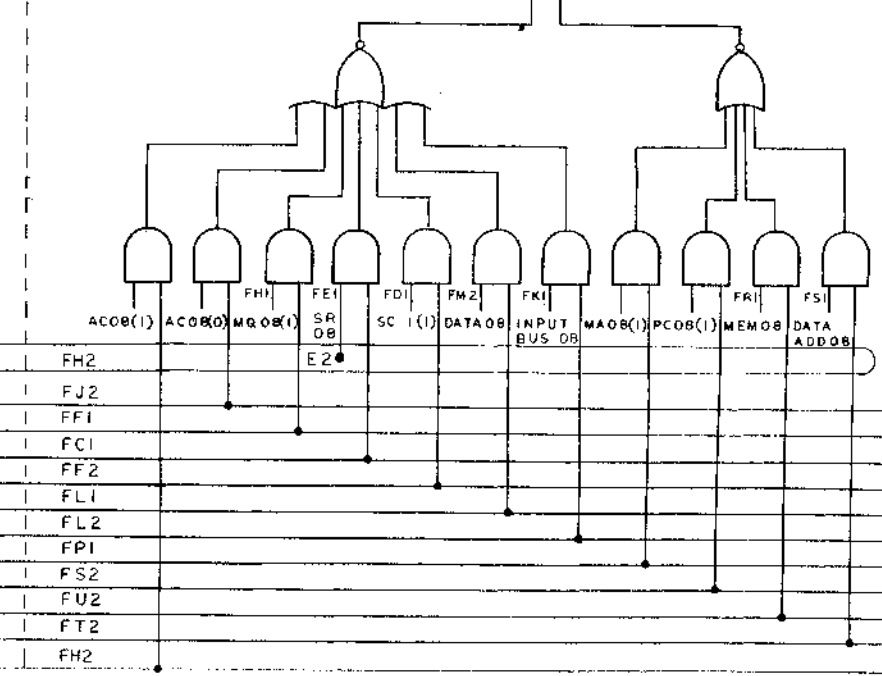 FH1 FE1 FD1 FM2 FK1 FR1 FS1
AC08(1) AC08(0) MQ08(1) SR 08 SC 1(1) DATA08 INPUT BUS 08 MA08(1) PC08(1) MEM08 DATA ADD08
FH2 E2
FJ2
FF1
FC1
FF2
FL1
FL2
FP1
FS2
FU2
FT2
FH2